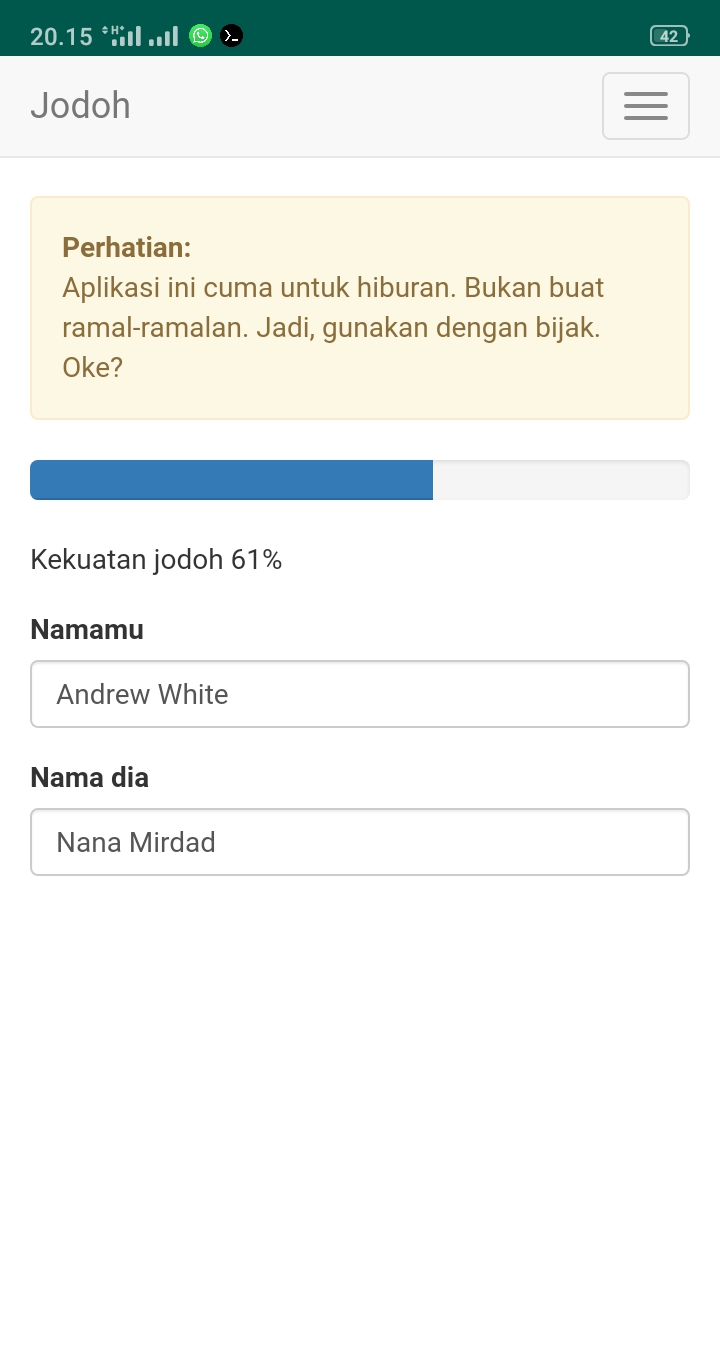 20.15 H+ 42
Jodoh
Perhatian:
Aplikasi ini cuma untuk hiburan. Bukan buat
ramal-ramalan. Jadi, gunakan dengan bijak.
Oke?
Kekuatan jodoh 61%
Namamu
Andrew White
Nama dia
Nana Mirdad